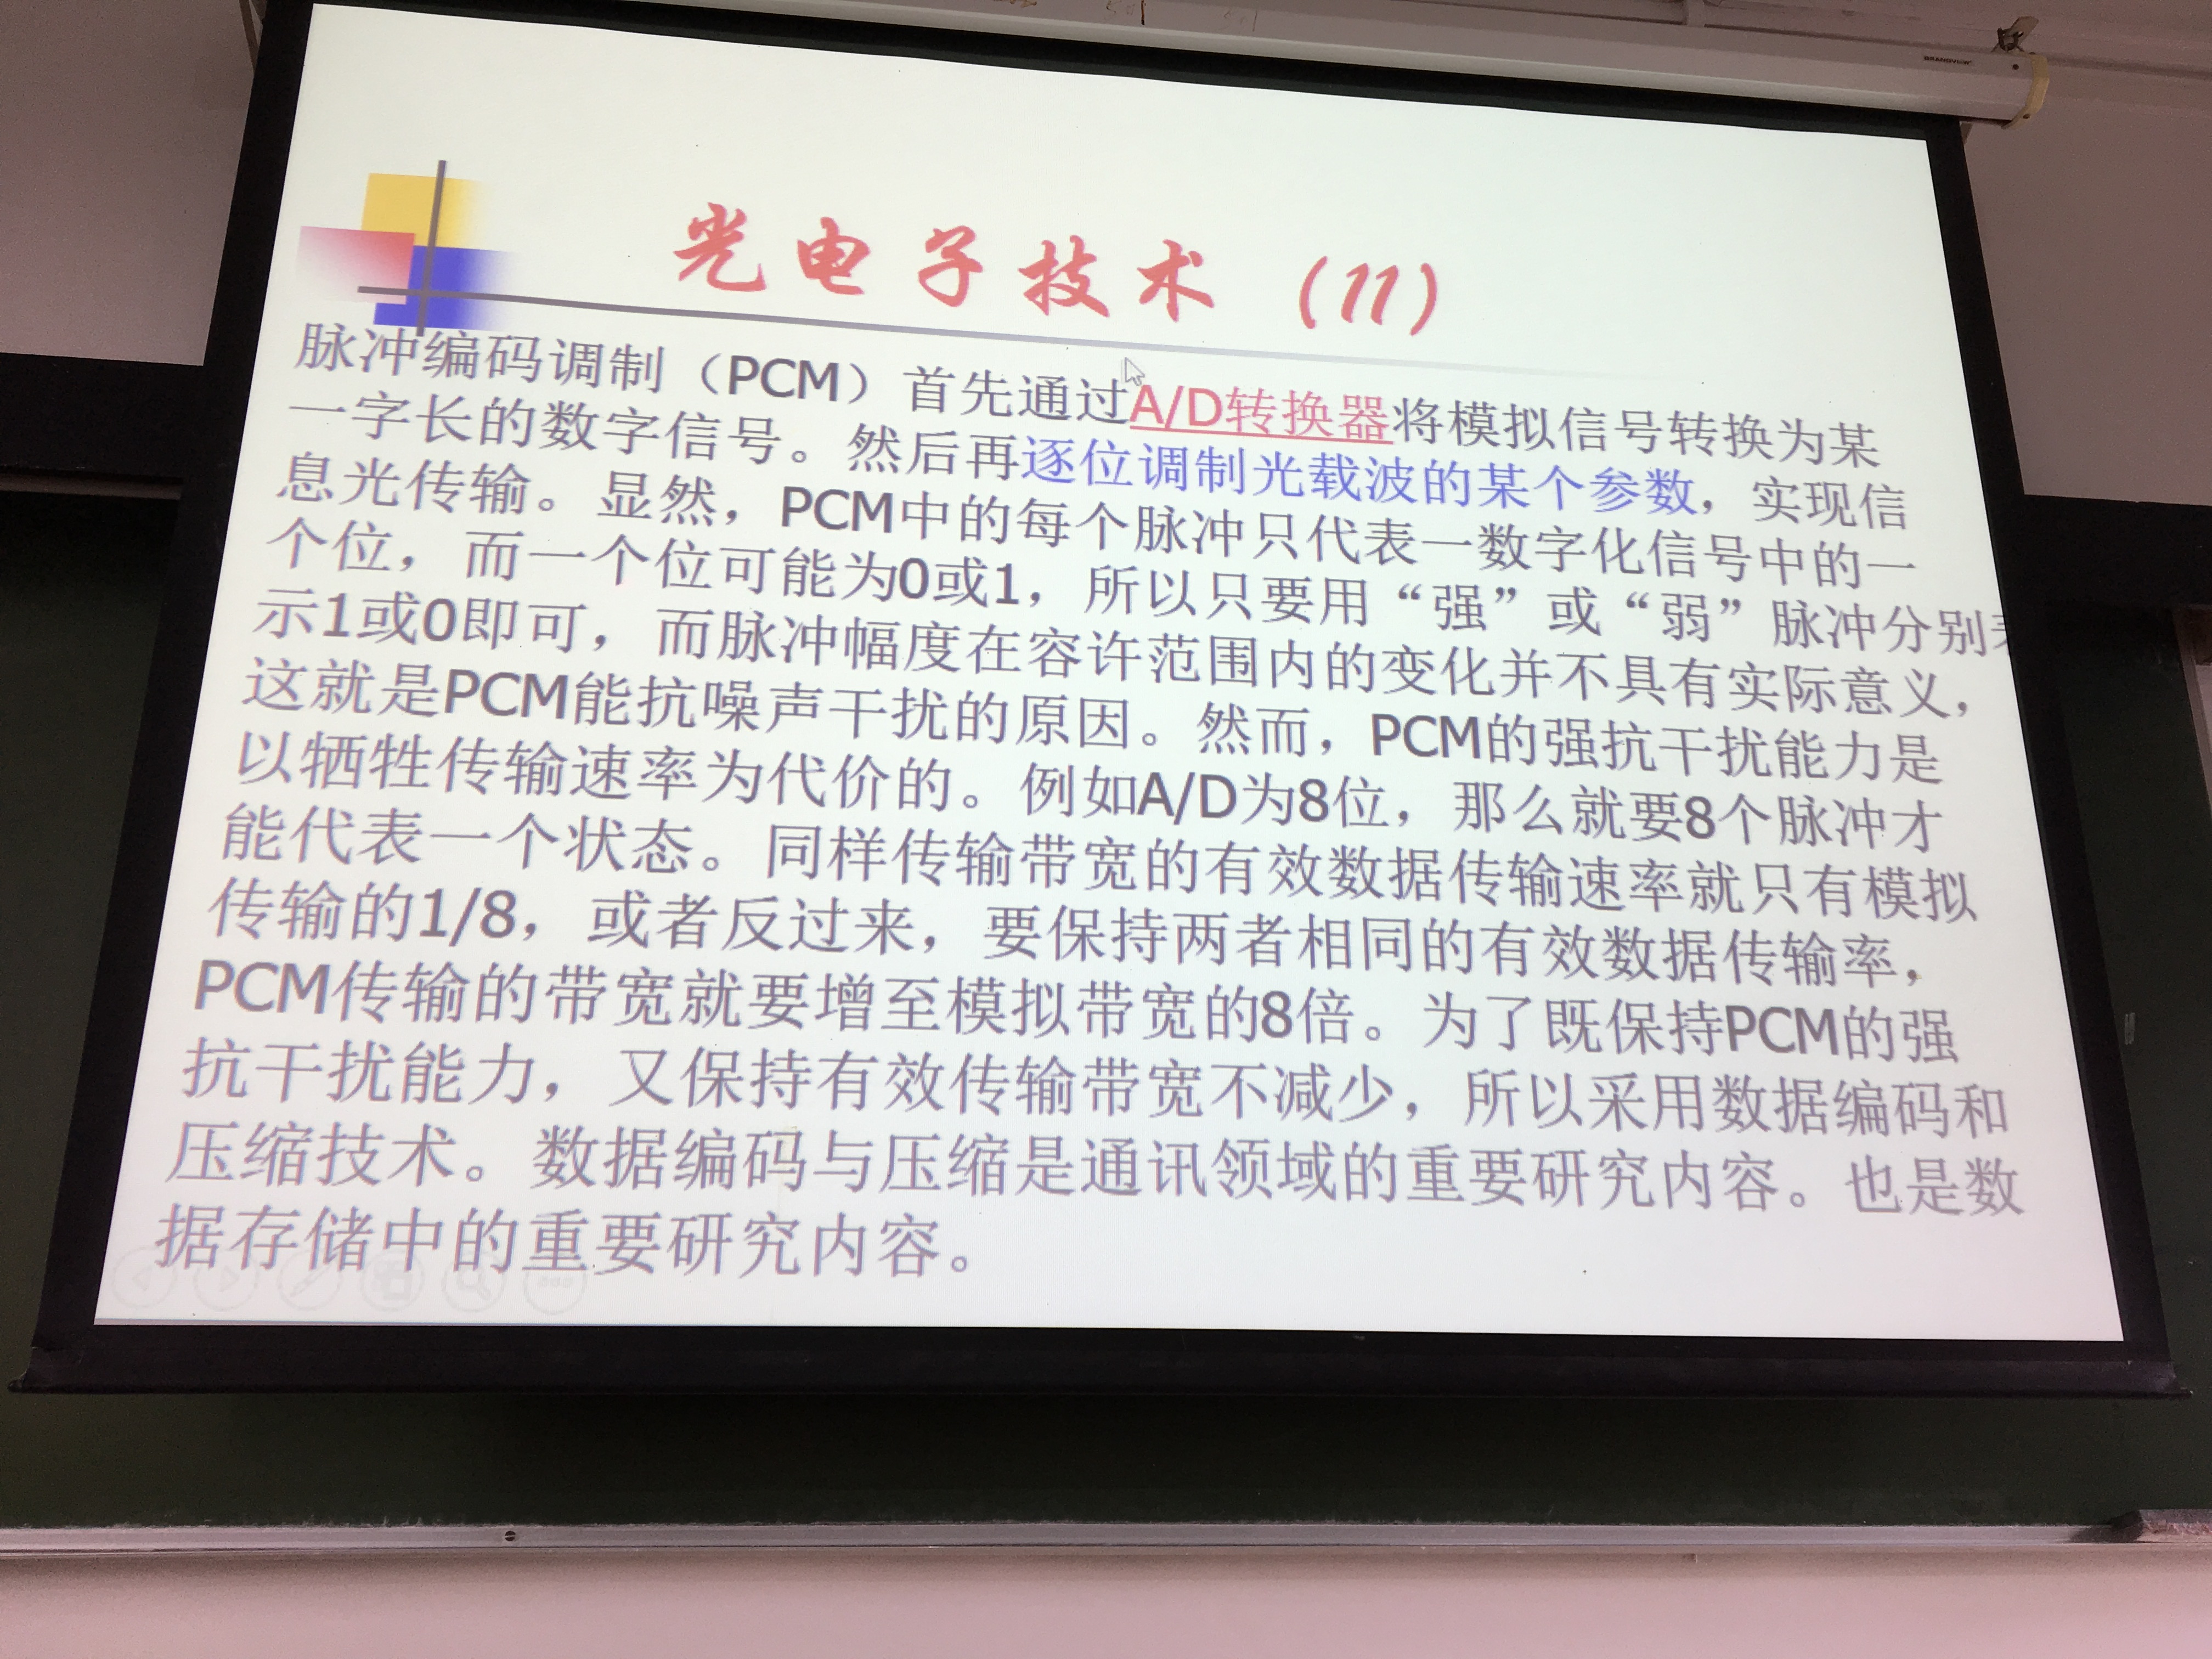 光电子技术（11）
脉冲编码调制（PCM）首先通过A/D转换器将模拟信号转换为某
一字长的数字信号。然后再逐位调制光载波的某个参数，实现信
息光传输。显然，PCM中的每个脉冲只代表一数字化信号中的一
个位，而一个位可能为0或1，所以只要用“强”或“弱”脉冲分别表
示1或0即可，而脉冲幅度在容许范围内的变化并不具有实际意义，
这就是PCM能抗噪声干扰的原因。然而，PCM的强抗干扰能力是
以牺牲传输速率为代价的。例如A/D为8位，那么就要8个脉冲才
能代表一个状态。同样传输带宽的有效数据传输速率就只有模拟
传输的1/8，或者反过来，要保持两者相同的有效数据传输率，
PCM传输的带宽就要增至模拟带宽的8倍。为了既保持PCM的强
抗干扰能力，又保持有效传输带宽不减少，所以采用数据编码和
压缩技术。数据编码与压缩是通讯领域的重要研究内容。也是数
据存储中的重要研究内容。